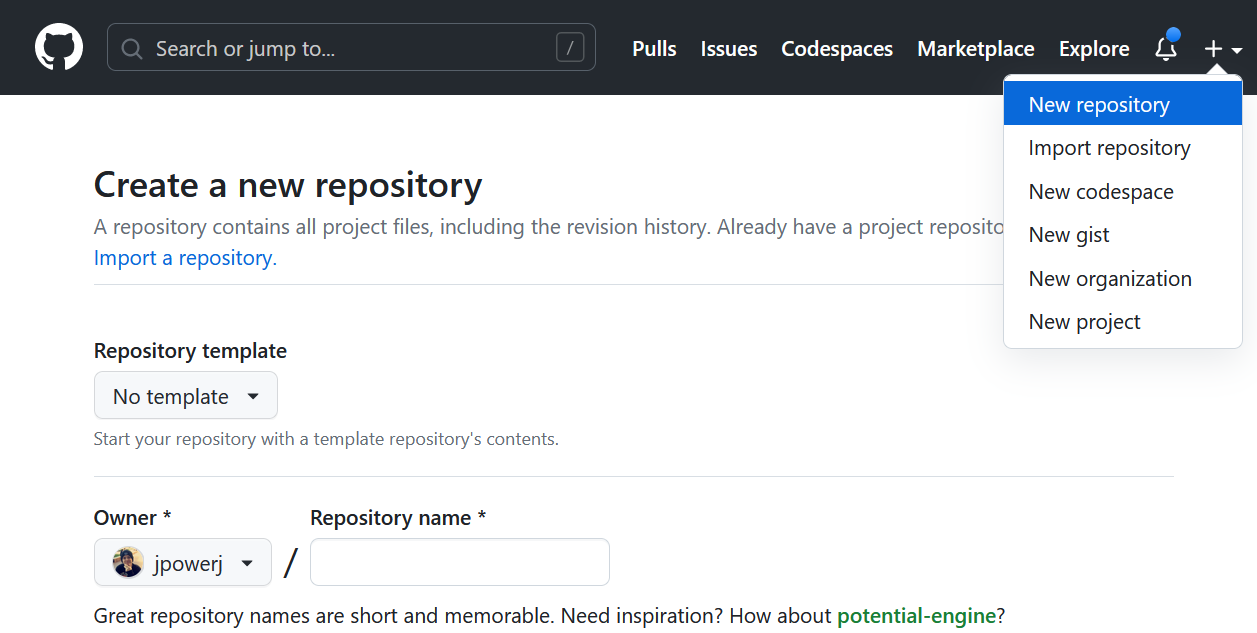 Search or jump to... / Pulls Issues Codespaces Marketplace Explore
New repository
Import repository
New codespace
New gist
New organization
New project
Create a new repository
A repository contains all project files, including the revision history. Already have a project reposito
Import a repository.
Repository template
No template
Start your repository with a template repository's contents.
Owner * Repository name *
jpowerj /
Great repository names are short and memorable. Need inspiration? How about potential-engine?